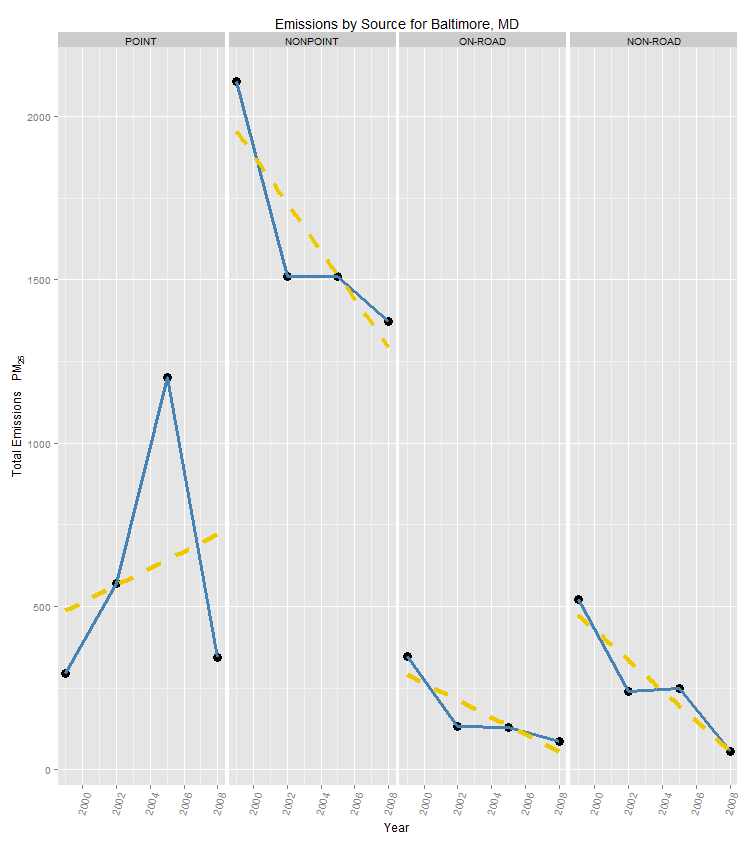 Emissions by Source for Baltimore, MD
POINT NONPOINT ON-ROAD NON-ROAD
2000
1500
1000
500
0
Total Emissions PM25
2000 2002 2004 2006 2008 2000 2002 2004 2006 2008 2000 2002 2004 2006 2008 2000 2002 2004 2006 2008
Year